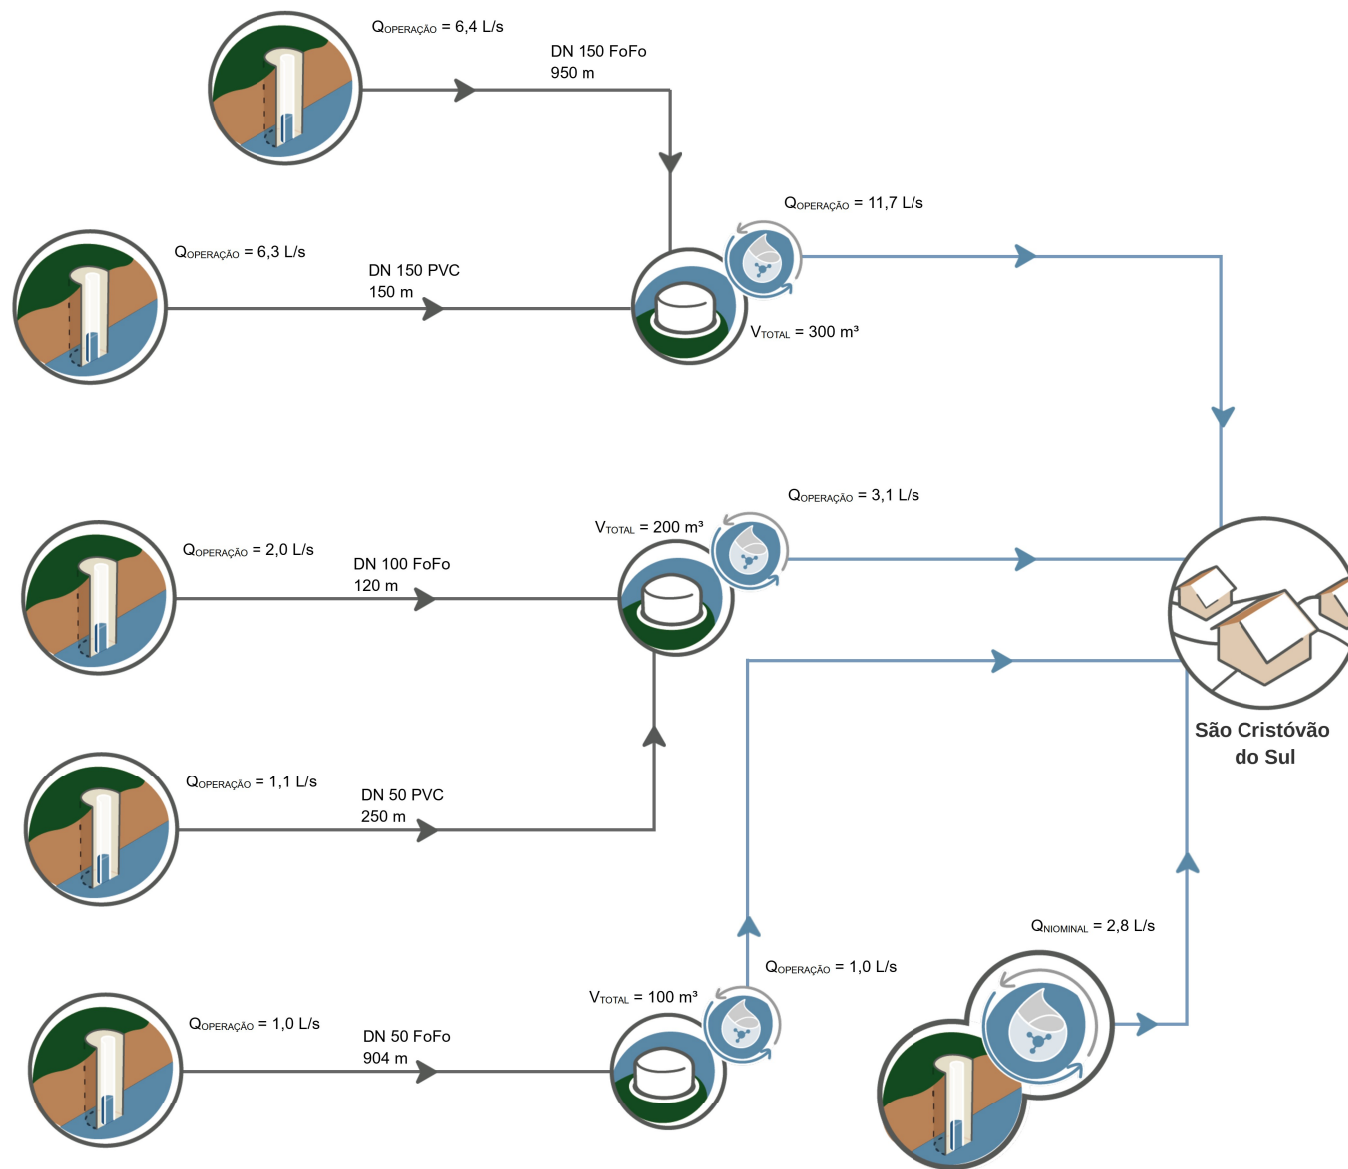 QOPERAÇÃO = 6,4 L/s
DN 150 FoFo
950 m
QOPERAÇÃO = 11,7 L/s
QOPERAÇÃO = 6,3 L/s
DN 150 PVC
150 m
VTOTAL = 300 m³
QOPERAÇÃO = 3,1 L/s
VTOTAL = 200 m³
QOPERAÇÃO = 2,0 L/s
DN 100 FoFo
120 m
São Cristóvão
do Sul
QOPERAÇÃO = 1,1 L/s
DN 50 PVC
250 m
QNIOMINAL = 2,8 L/s
QOPERAÇÃO = 1,0 L/s
VTOTAL = 100 m³
QOPERAÇÃO = 1,0 L/s
DN 50 FoFo
904 m